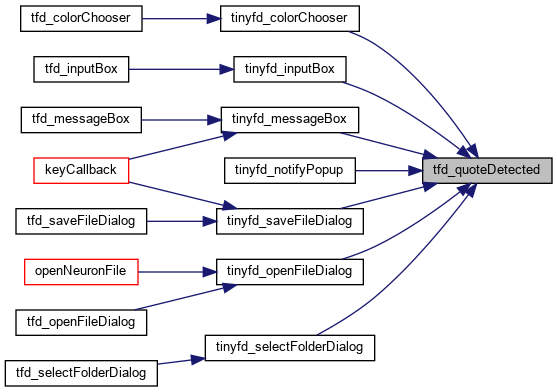 tfd_colorChooser
tinyfd_colorChooser
tfd_inputBox
tinyfd_inputBox
tfd_messageBox
tinyfd_messageBox
keyCallback
tinyfd_notifyPopup
tfd_quoteDetected
tfd_saveFileDialog
tinyfd_saveFileDialog
openNeuronFile
tinyfd_openFileDialog
tfd_openFileDialog
tinyfd_selectFolderDialog
tfd_selectFolderDialog